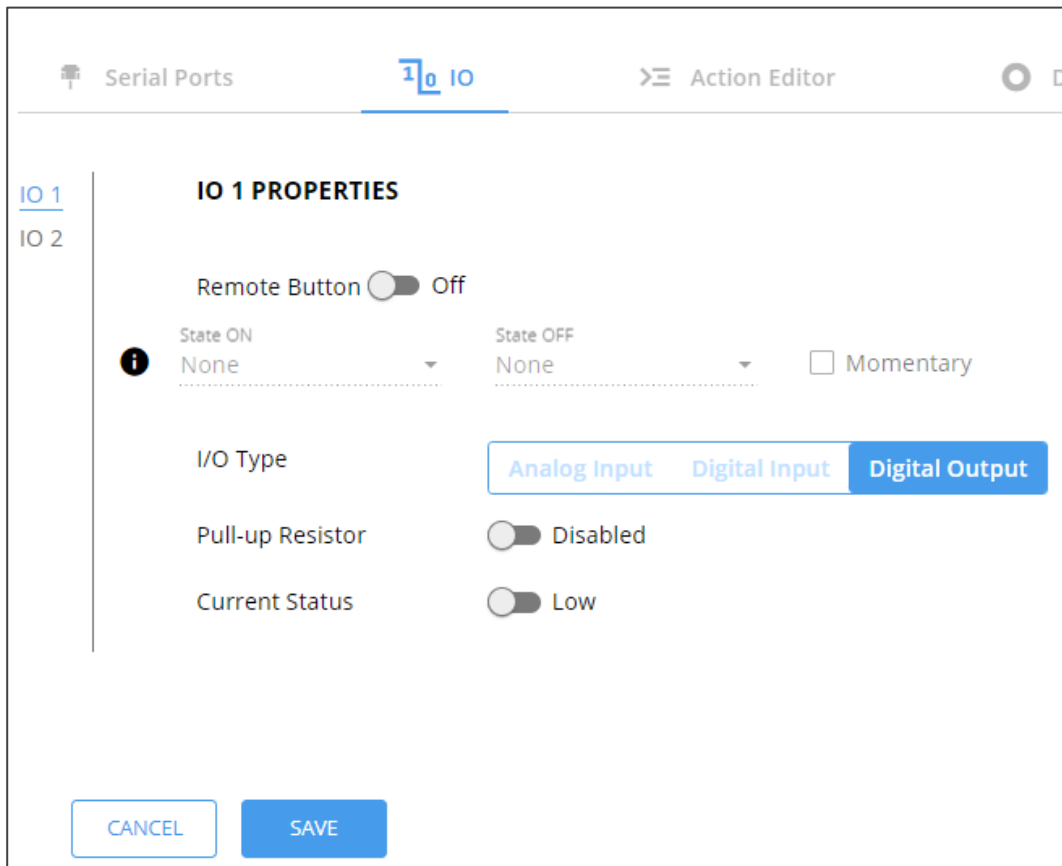 Serial Ports
IO
Action Editor
D
IO 1
IO 2
IO 1 PROPERTIES
Remote Button Off
State ON
State OFF
None
None
Momentary
I/O Type
Analog Input Digital Input Digital Output
Pull-up Resistor
Disabled
Current Status
Low
CANCEL
SAVE